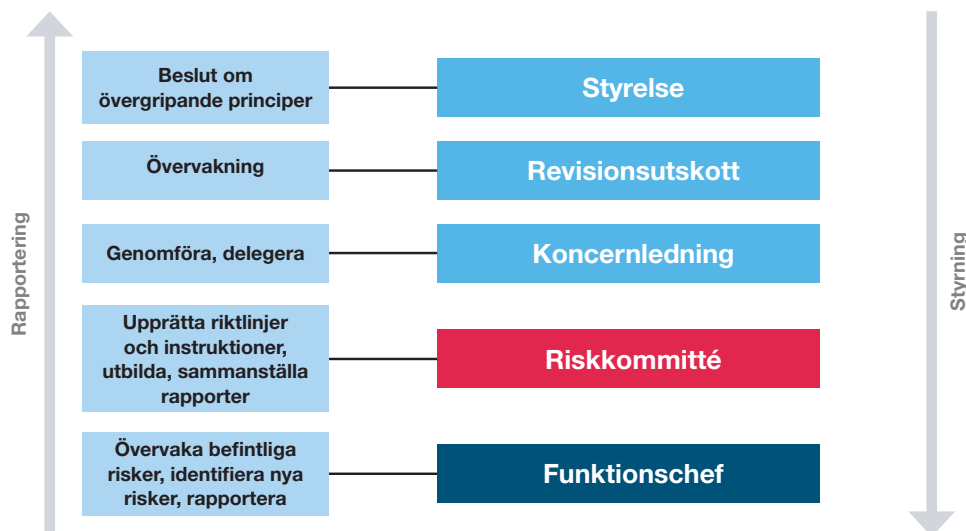 Beslut om
övergripande principer
Styrelse
Övervakning
Revisionsutskott
Genomföra, delegera
Koncernledning
Upprätta riktlinjer
och instruktioner,
utbilda, sammanställa
rapporter
Riskkommitté
Övervaka befintliga
risker, identifiera nya
risker, rapportera
Funktionschef
Rapportering
Styrning